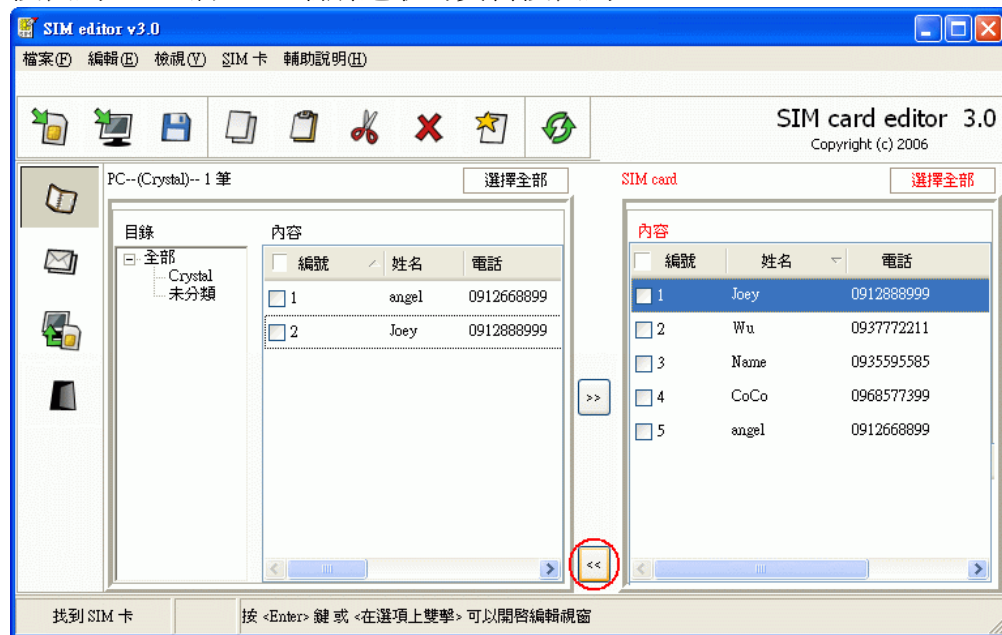 SIM editor v3.0
檔案(F) 編輯(E) 檢視(V) SIM 卡 輔助說明(H)
SIM card editor 3.0
Copyright (c) 2006
PC--(Crystal)-- 1 筆 選擇全部 SIM card 選擇全部
目錄 內容 內容
全部 編號 姓名 電話 編號 姓名 電話
Crystal
未分類
1 angel 0912668899
2 Joey 0912888999
1 Joey 0912888999
2 Wu 0937772211
3 Name 0935595585
4 CoCo 0968577399
5 angel 0912668899
>>
<<
找到 SIM 卡 按 <Enter> 鍵 或 <在選項上雙擊> 可以開啓編輯視窗